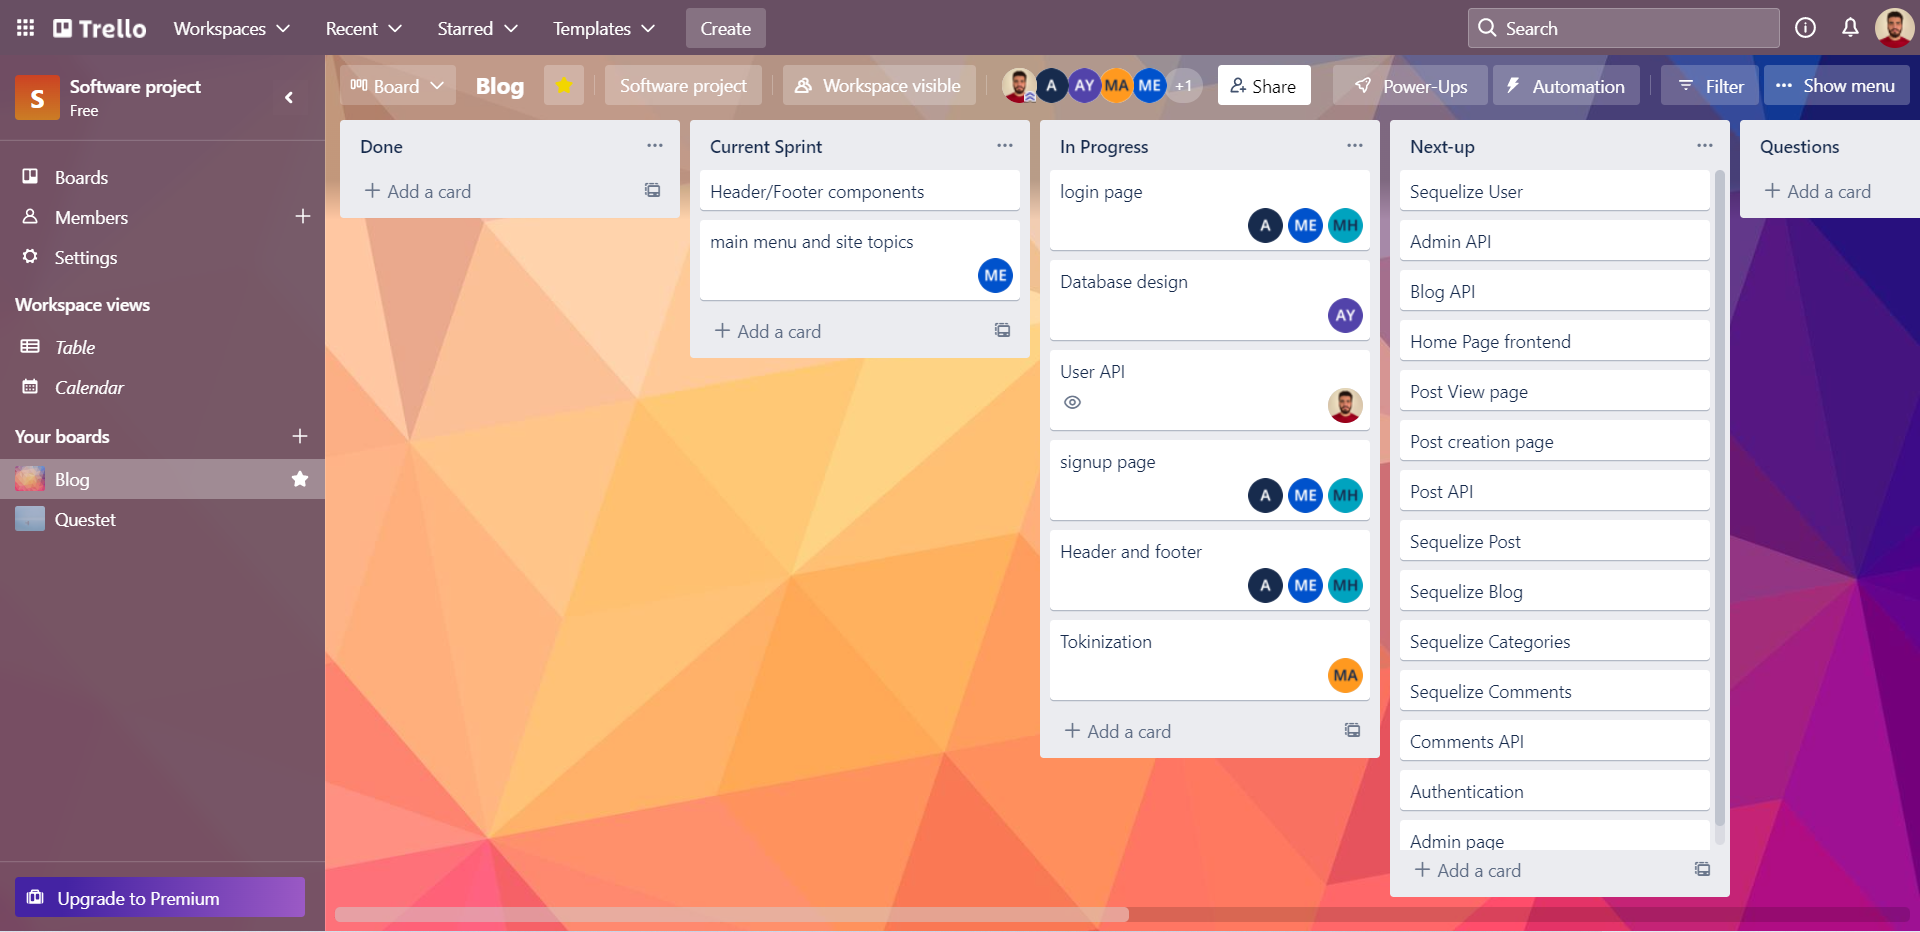 Trello Workspaces Recent Starred Templates Create Search
S Software project
Free
Boards
Members
Settings
Workspace views
Table
Calendar
Your boards
Blog
Questet
Upgrade to Premium
Board Blog Software project Workspace visible A AY MA ME +1 Share Power-Ups Automation Filter Show menu
Done
Add a card
Current Sprint
Header/Footer components
main menu and site topics
ME
Add a card
In Progress
login page
A ME MH
Database design
AY
User API
signup page
A ME MH
Header and footer
A ME MH
Tokinization
MA
Add a card
Next-up
Sequelize User
Admin API
Blog API
Home Page frontend
Post View page
Post creation page
Post API
Sequelize Post
Sequelize Blog
Sequelize Categories
Sequelize Comments
Comments API
Authentication
Admin page
Add a card
Questions
Add a card